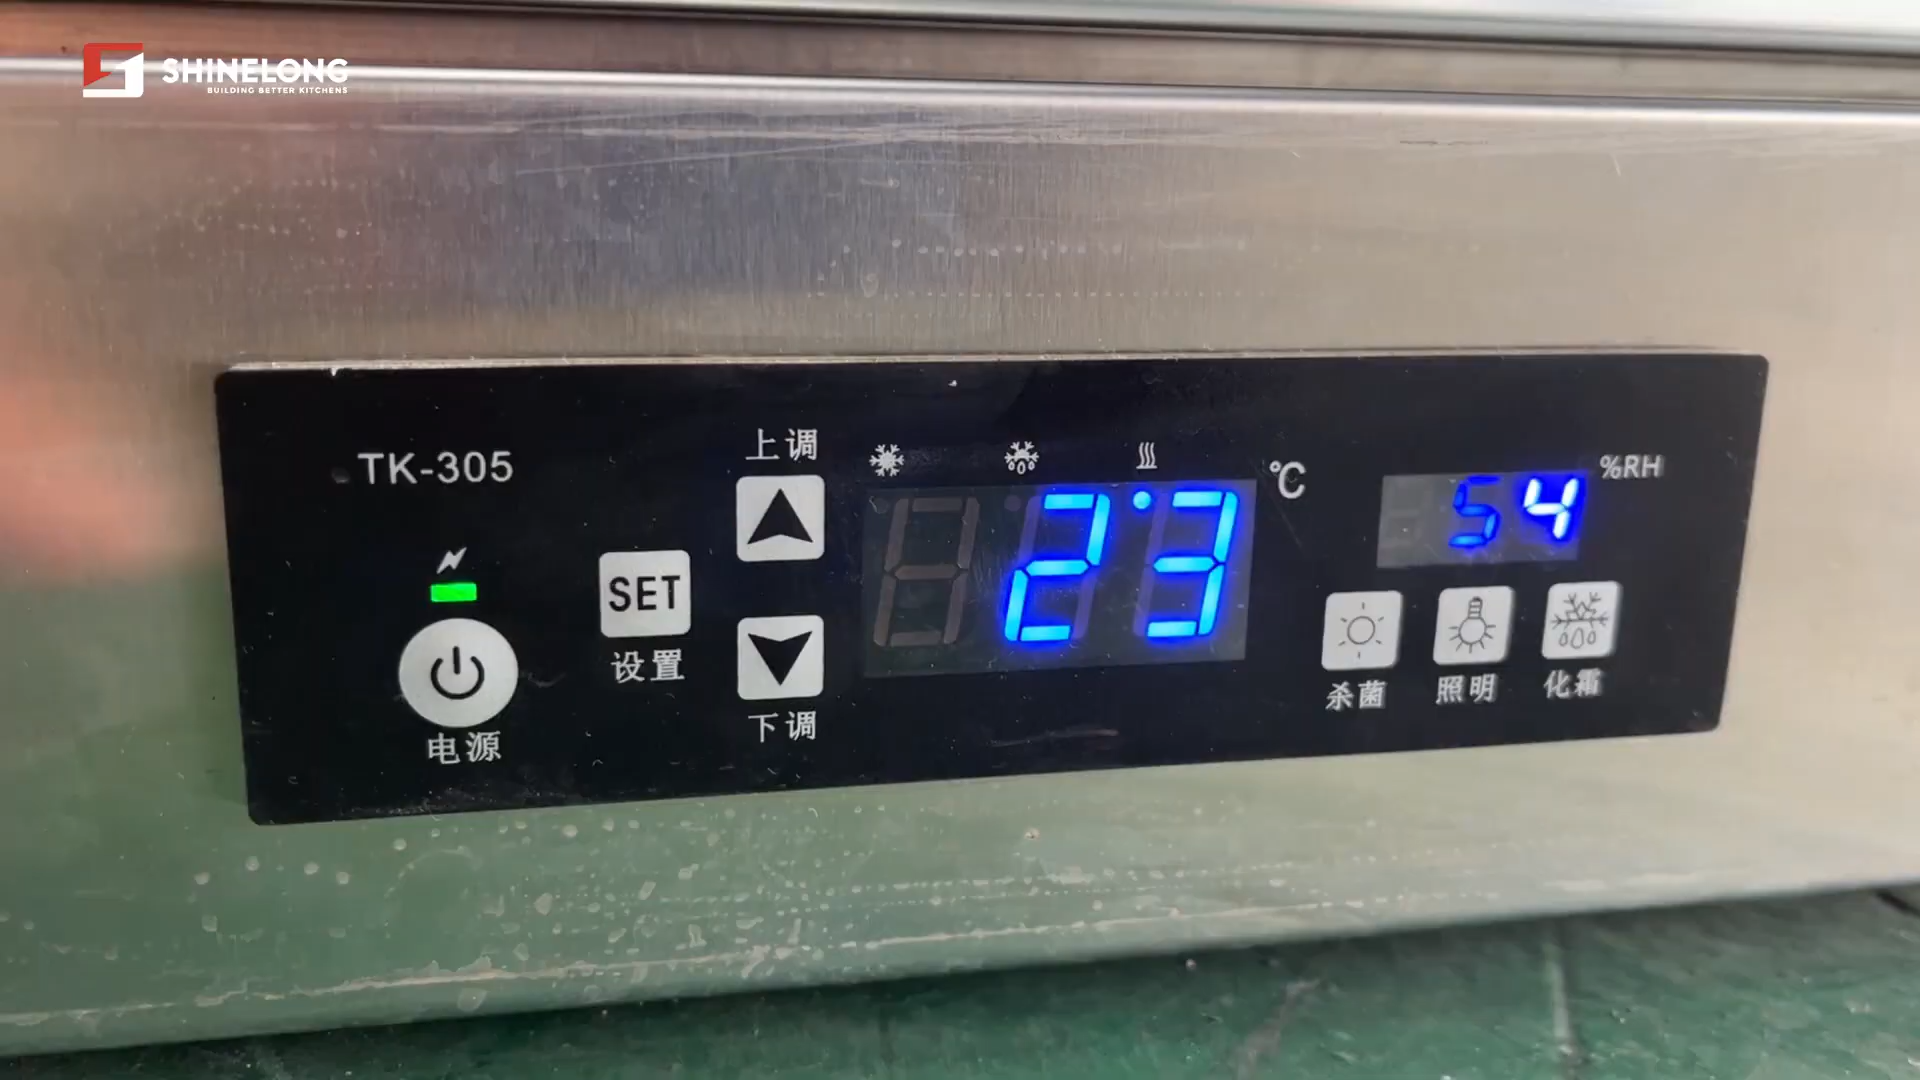 SHINELONG
BUILDING BETTER KITCHENS
TK-305
电源
SET
设置
上调
下调
23
℃
54
%RH
杀菌
照明
化霜